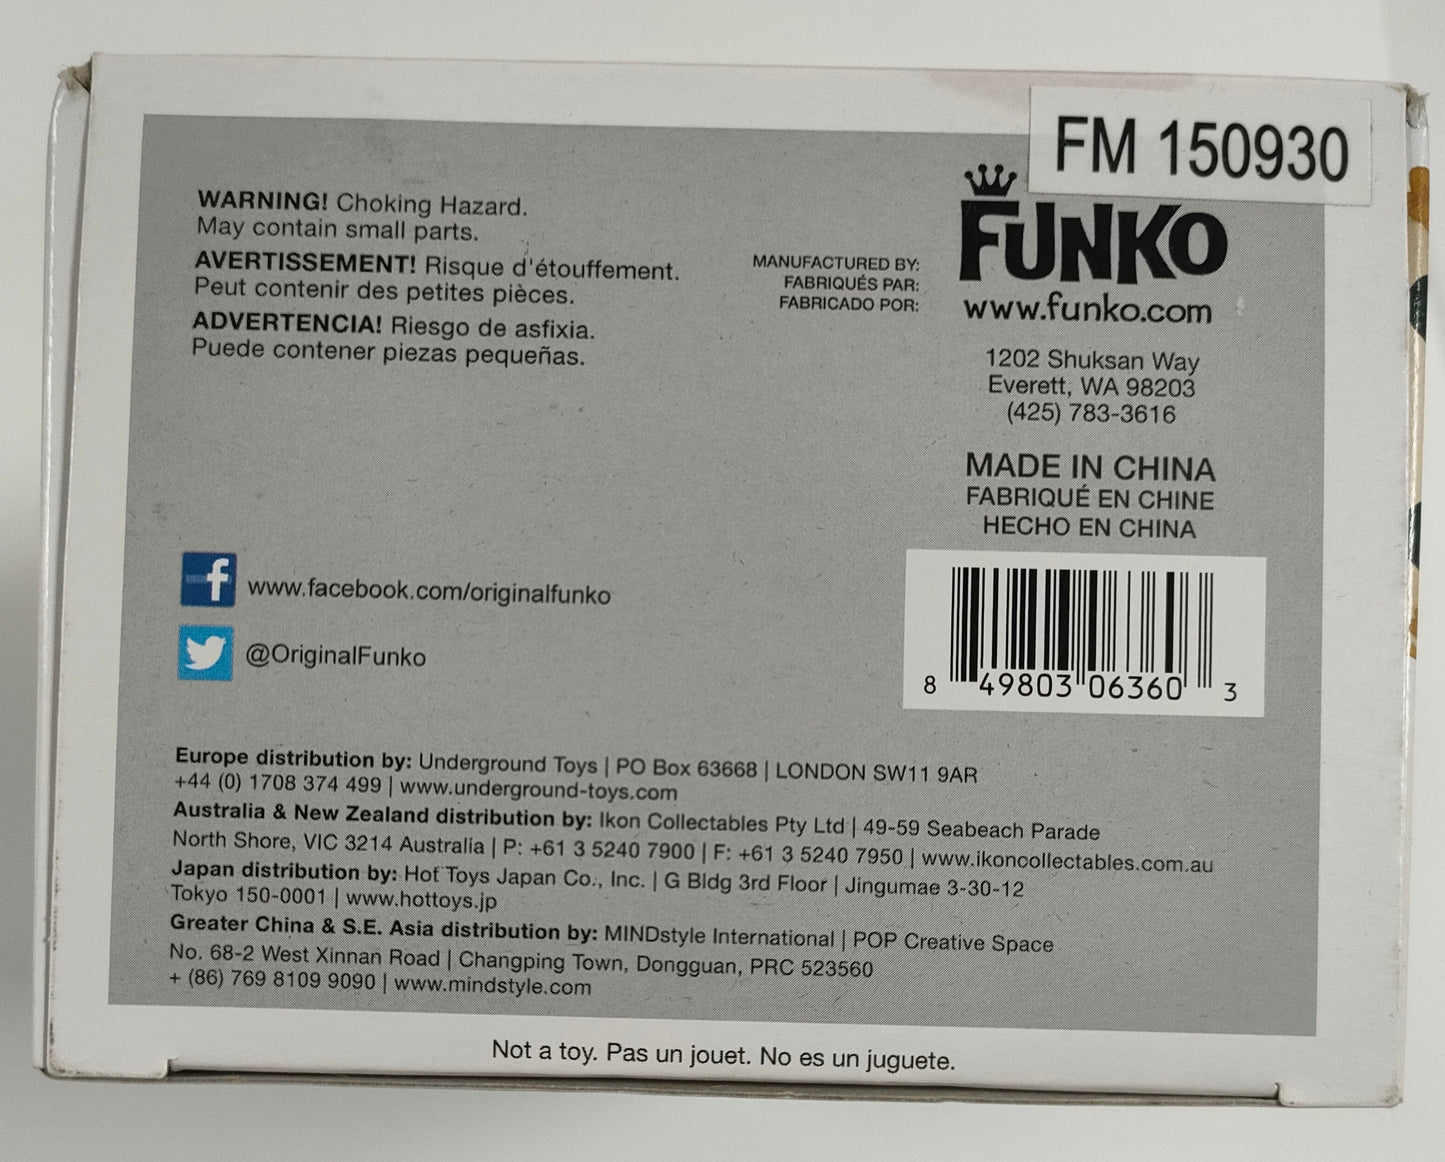 FM 150930
WARNING! Choking Hazard.
May contain small parts.
AVERTISSEMENT! Risque d'étouffement.
Peut contenir des petites pièces.
ADVERTENCIA! Riesgo de asfixia.
Puede contener piezas pequeñas.
MANUFACTURED BY:
FABRIQUÉS PAR:
FABRICADO POR:
FUNKO
www.funko.com
1202 Shuksan Way
Everett, WA 98203
(425) 783-3616
MADE IN CHINA
FABRIQUÉ EN CHINE
HECHO EN CHINA
f www.facebook.com/originalfunko
@OriginalFunko
8 49803 06360 3
Europe distribution by: Underground Toys | PO Box 63668 | LONDON SW11 9AR
+44 (0) 1708 374 499 | www.underground-toys.com
Australia & New Zealand distribution by: Ikon Collectables Pty Ltd | 49-59 Seabeach Parade
North Shore, VIC 3214 Australia | P: +61 3 5240 7900 | F: +61 3 5240 7950 | www.ikoncollectables.com.au
Japan distribution by: Hot Toys Japan Co., Inc. | G Bldg 3rd Floor | Jingumae 3-30-12
Tokyo 150-0001 | www.hottoys.jp
Greater China & S.E. Asia distribution by: MINDstyle International | POP Creative Space
No. 68-2 West Xinnan Road | Changping Town, Dongguan, PRC 523560
+ (86) 769 8109 9090 | www.mindstyle.com
Not a toy. Pas un jouet. No es un juguete.